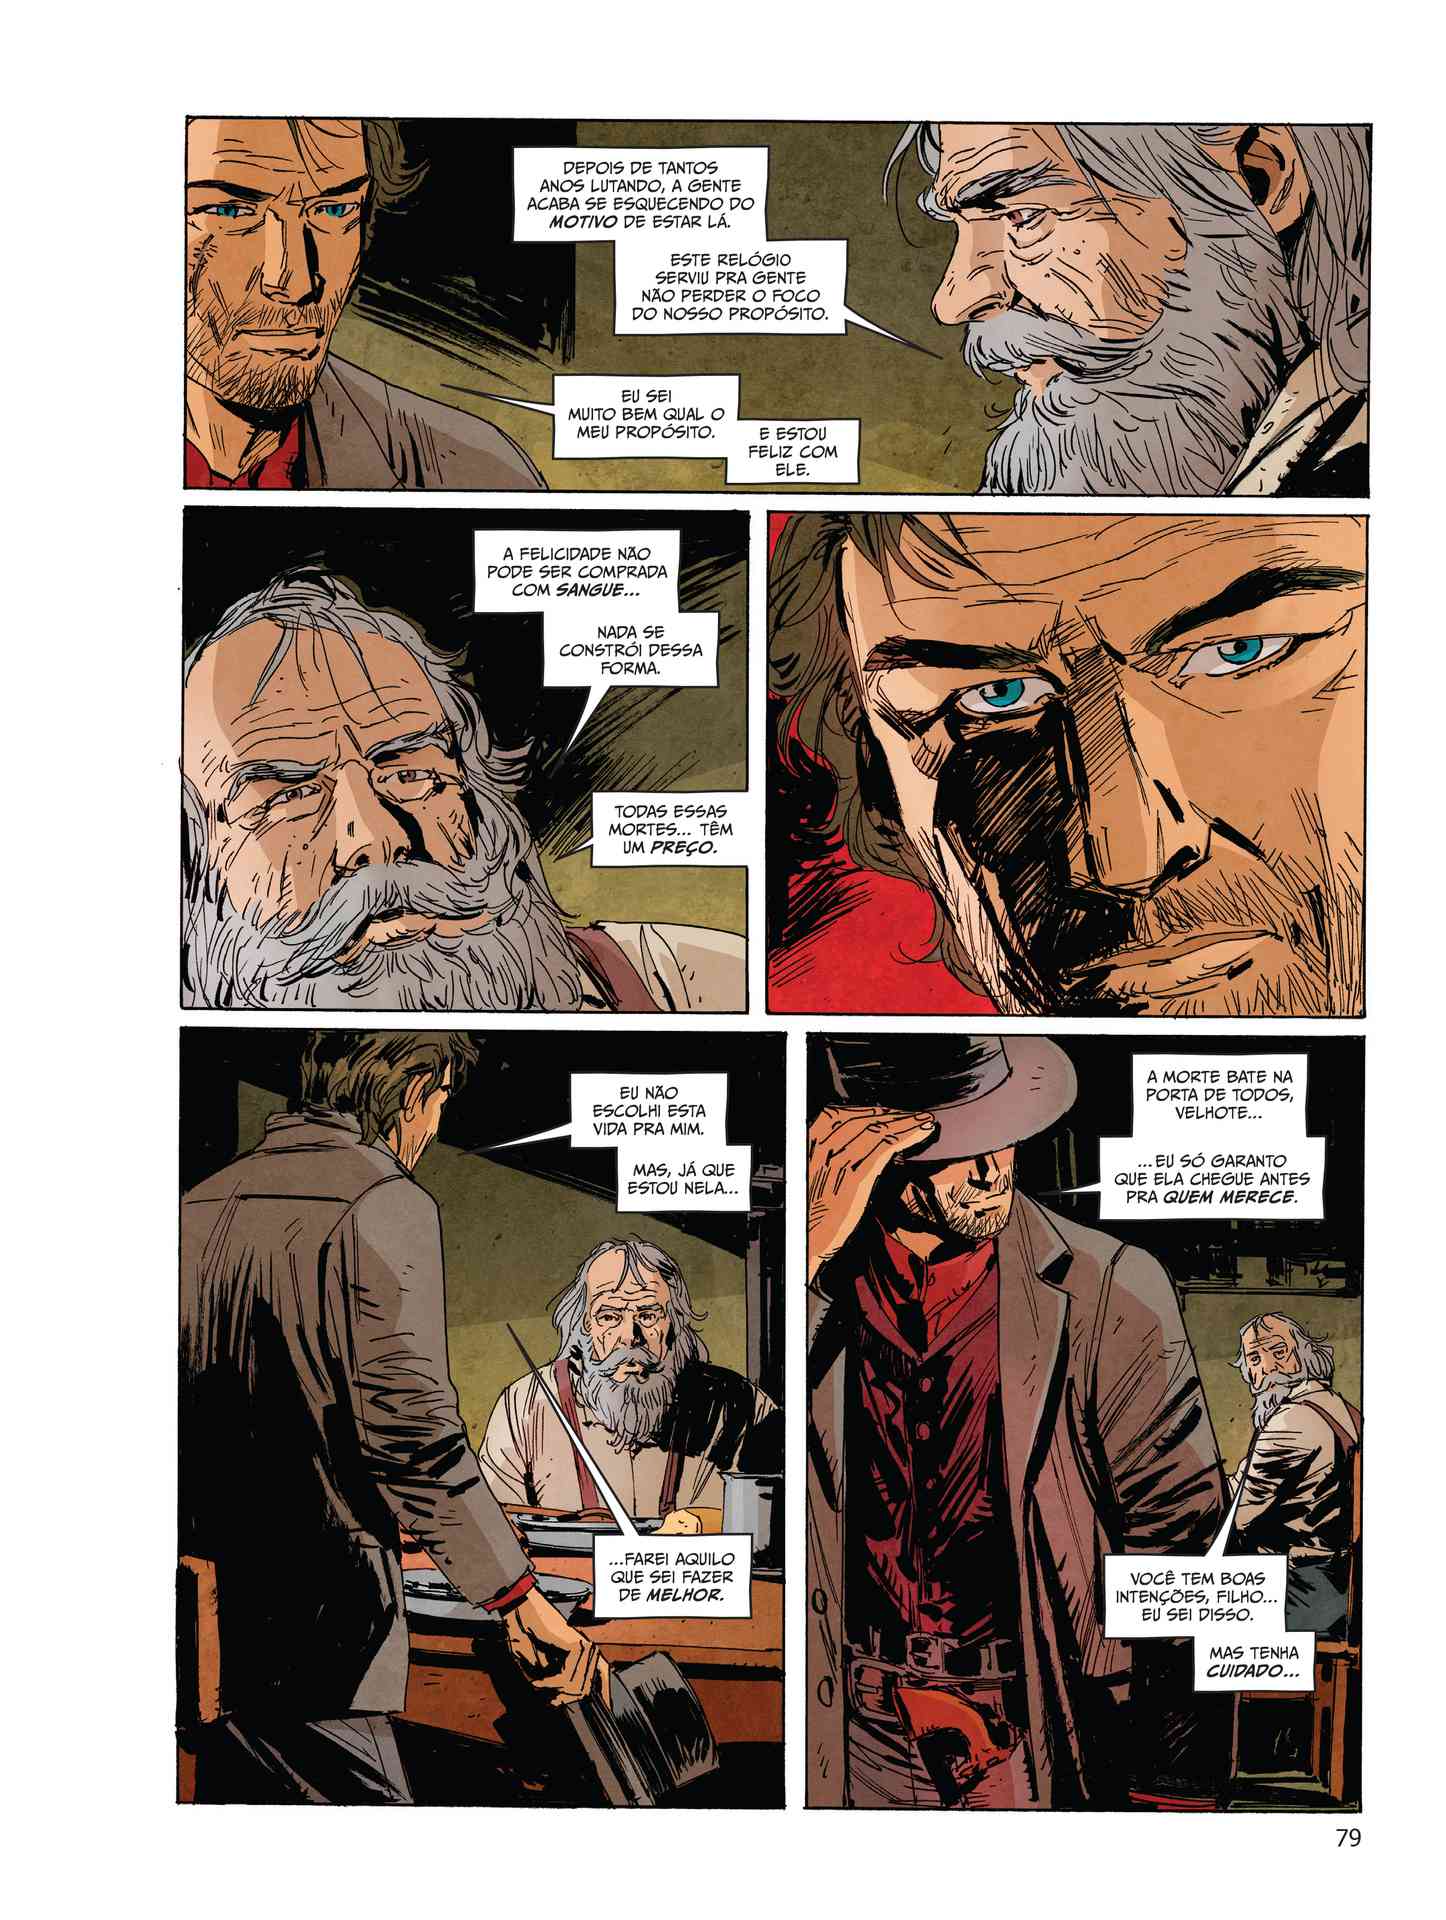 DEPOIS DE TANTOS
ANOS LUTANDO, A GENTE
ACABA SE ESQUECENDO DO
MOTIVO DE ESTAR LÁ.
ESTE RELÓGIO
SERVIU PRA GENTE
NÃO PERDER O FOCO
DO NOSSO PROPÓSITO.
EU SEI
MUITO BEM QUAL O
MEU PROPÓSITO.
E ESTOU
FELIZ COM
ELE.
A FELICIDADE NÃO
PODE SER COMPRADA
COM SANGUE...
NADA SE
CONSTRÓI DESSA
FORMA.
TODAS ESSAS
MORTES... TÊM
UM PREÇO.
EU NÃO
ESCOLHI ESTA
VIDA PRA MIM.
MAS, JÁ QUE
ESTOU NELA...
...FAREI AQUILO
QUE SEI FAZER
DE MELHOR.
A MORTE BATE NA
PORTA DE TODOS,
VELHOTE...
...EU SÓ GARANTO
QUE ELA CHEGUE ANTES
PRA QUEM MERECE.
VOCÊ TEM BOAS
INTENÇÕES, FILHO...
EU SEI DISSO.
MAS TENHA
CUIDADO...
79